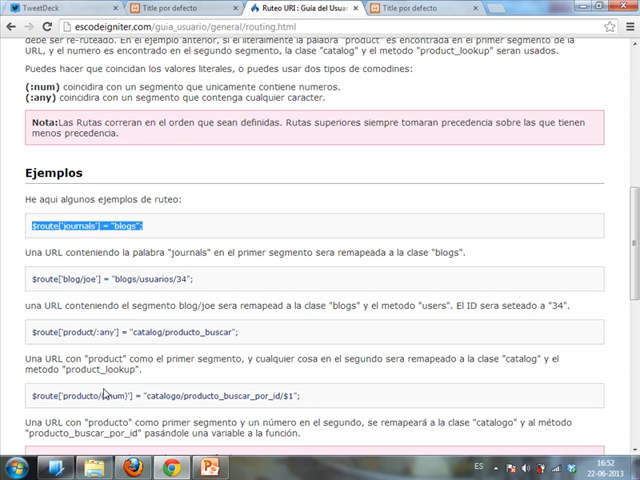 TweetDeck
Título por defecto
Ruteo URI : Guia del Usuar
Título por defecto
escodeigniter.com/guia_usuario/general/routing.html
debe ser re-ruteado. En el ejemplo anterior, si el literalmente la palabra "product" es encontrada en el primer segmento de la
URL, y el numero es encontrado en el segundo segmento, la clase "catalog" y el metodo "product_lookup" seran usados.
Puedes hacer que coincidan los valores literales, o puedes usar dos tipos de comodines:
(:num) coincidira con un segmento que unicamente contiene numeros.
(:any) coincidira con un segmento que contenga cualquier caracter.
Nota:Las Rutas correran en el orden que sean definidas. Rutas superiores siempre tomaran precedencia sobre las que tienen
menos precedencia.
Ejemplos
He aqui algunos ejemplos de ruteo:
$route['journals'] = "blogs";
Una URL conteniendo la palabra "journals" en el primer segmento sera remapeada a la clase "blogs".
$route['blog/joe'] = "blogs/usuarios/34";
una URL conteniendo el segmento blog/joe sera remapead a la clase "blogs" y el metodo "users". El ID sera seteado a "34".
$route['product/:any'] = "catalog/producto_buscar";
Una URL con "product" como el primer segmento, y cualquier cosa en el segundo sera remapeado a la clase "catalog" y el
metodo "product_lookup".
$route['producto/(:num)'] = "catalogo/producto_buscar_por_id/$1";
Una URL con "producto" como primer segmento y un número en el segundo, se remapeará a la clase "catalogo" y al método
"producto_buscar_por_id" pasándole una variable a la función.
ES
16:52
22-06-2013